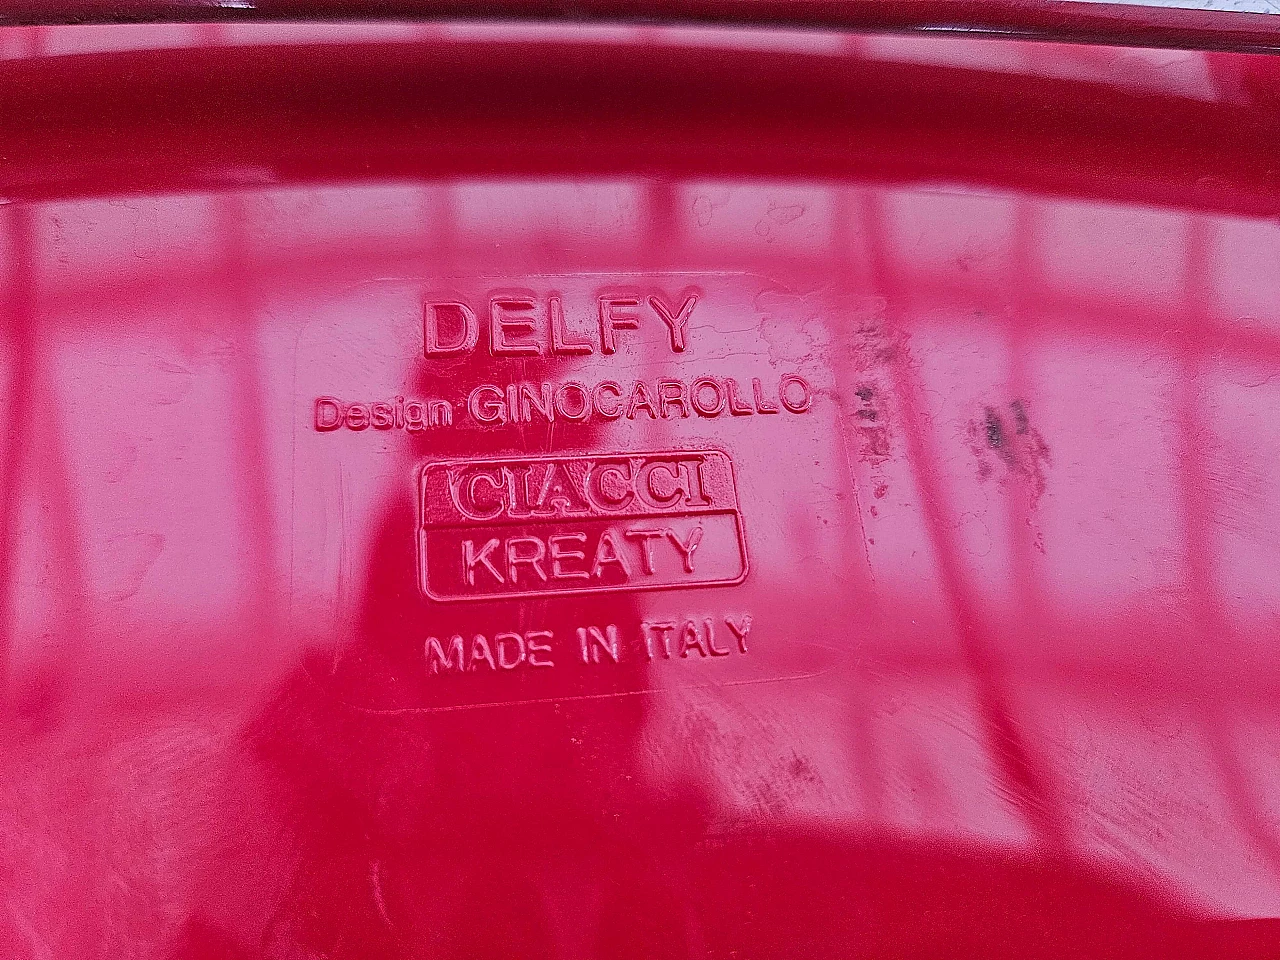 DELFY
Design GINOCAROLLO
CIACCI
KREATY
MADE IN ITALY